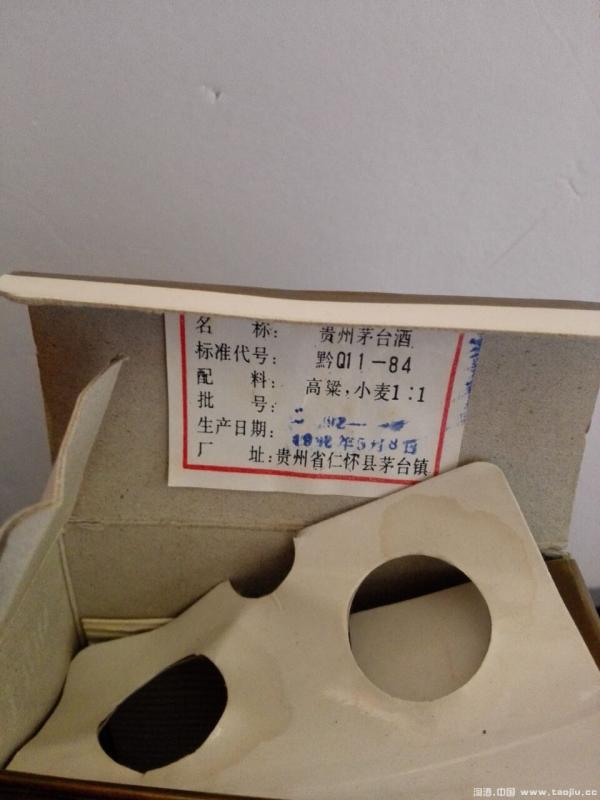 名 称: 贵州茅台酒
标准代号: 黔Q11-84
配 料: 高粱,小麦1:1
批 号:
生产日期:
厂 址:贵州省仁怀县茅台镇
淘酒.中国 www.taojiu.cc